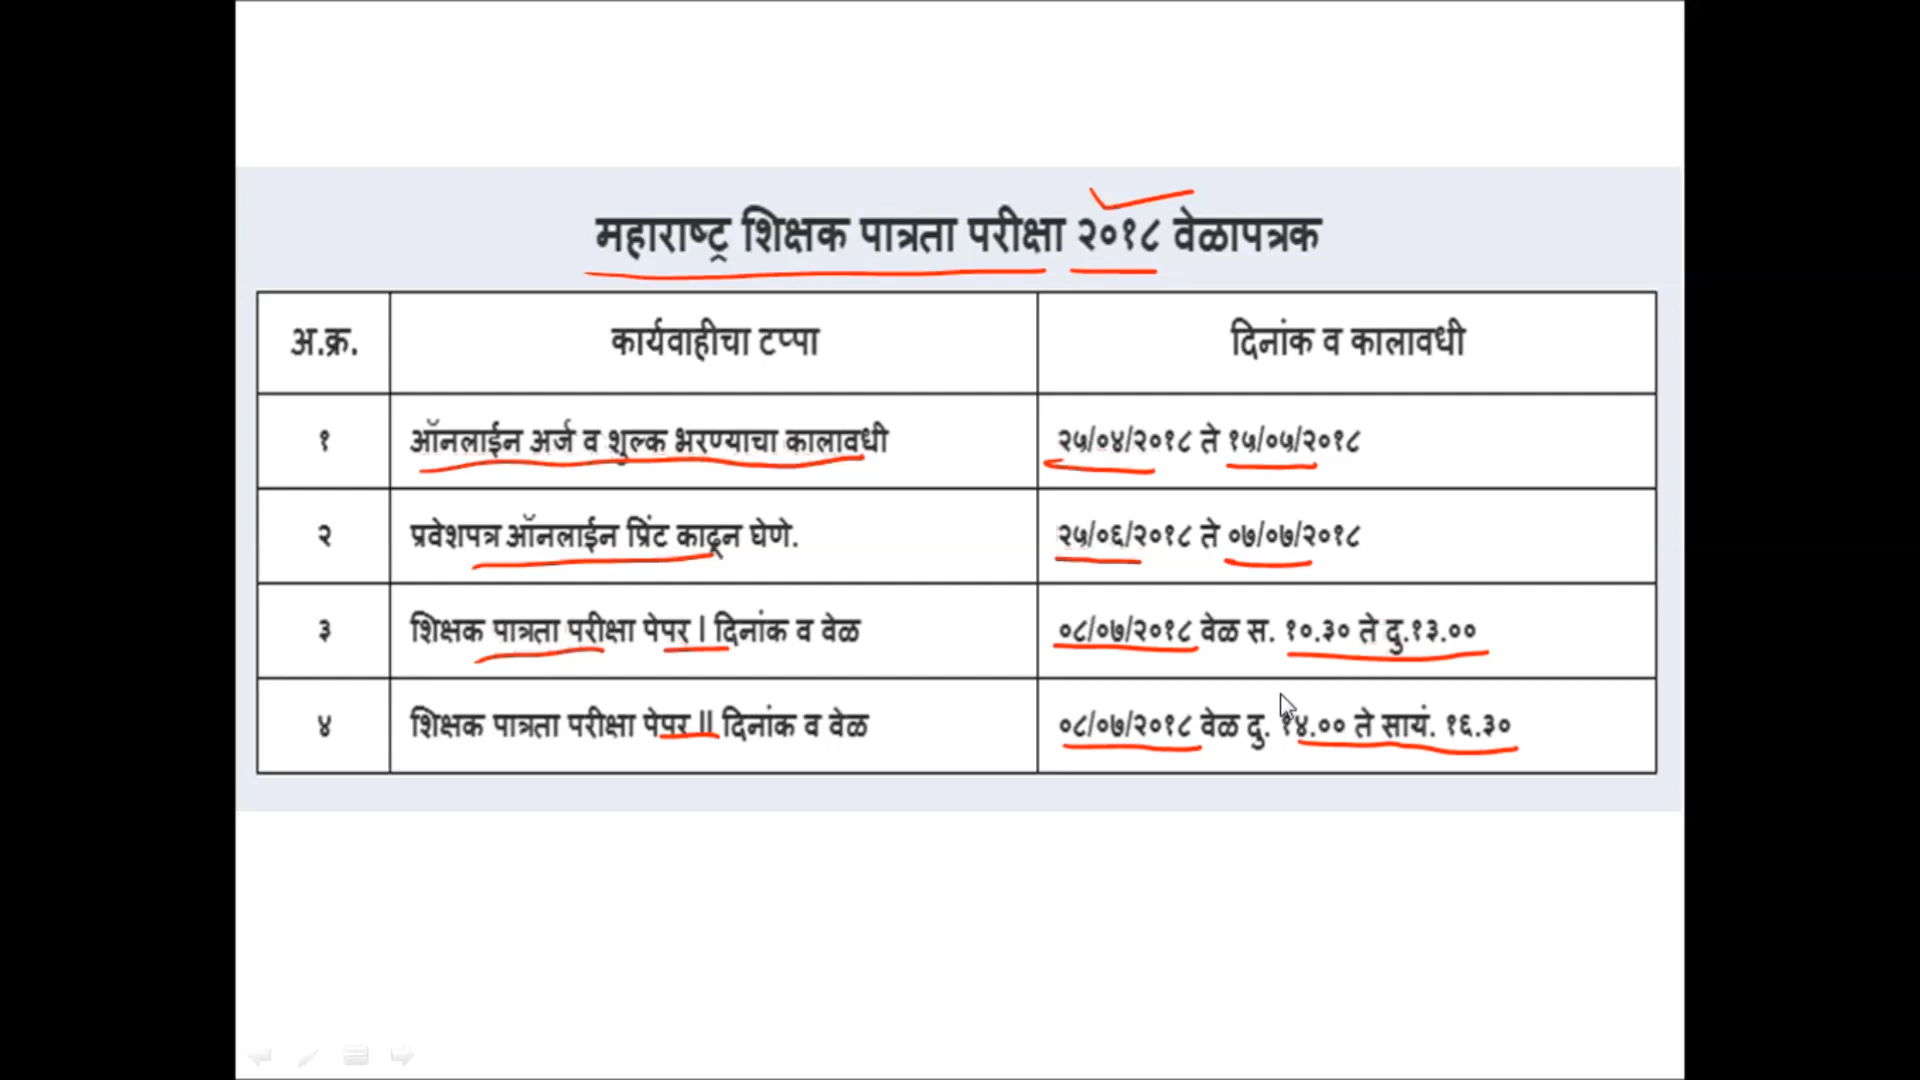 महाराष्ट्र शिक्षक पात्रता परीक्षा २०१८ वेळापत्रक
अ.क्र. कार्यवाहीचा टप्पा दिनांक व कालावधी
१ ऑनलाईन अर्ज व शुल्क भरण्याचा कालावधी २५/०४/२०१८ ते १५/०५/२०१८
२ प्रवेशपत्र ऑनलाईन प्रिंट काढून घेणे. २५/०६/२०१८ ते ०७/०७/२०१८
३ शिक्षक पात्रता परीक्षा पेपर I दिनांक व वेळ ०८/०७/२०१८ वेळ स. १०.३० ते दु.१३.००
४ शिक्षक पात्रता परीक्षा पेपर II दिनांक व वेळ ०८/०७/२०१८ वेळ दु. १४.०० ते सायं. १६.३०